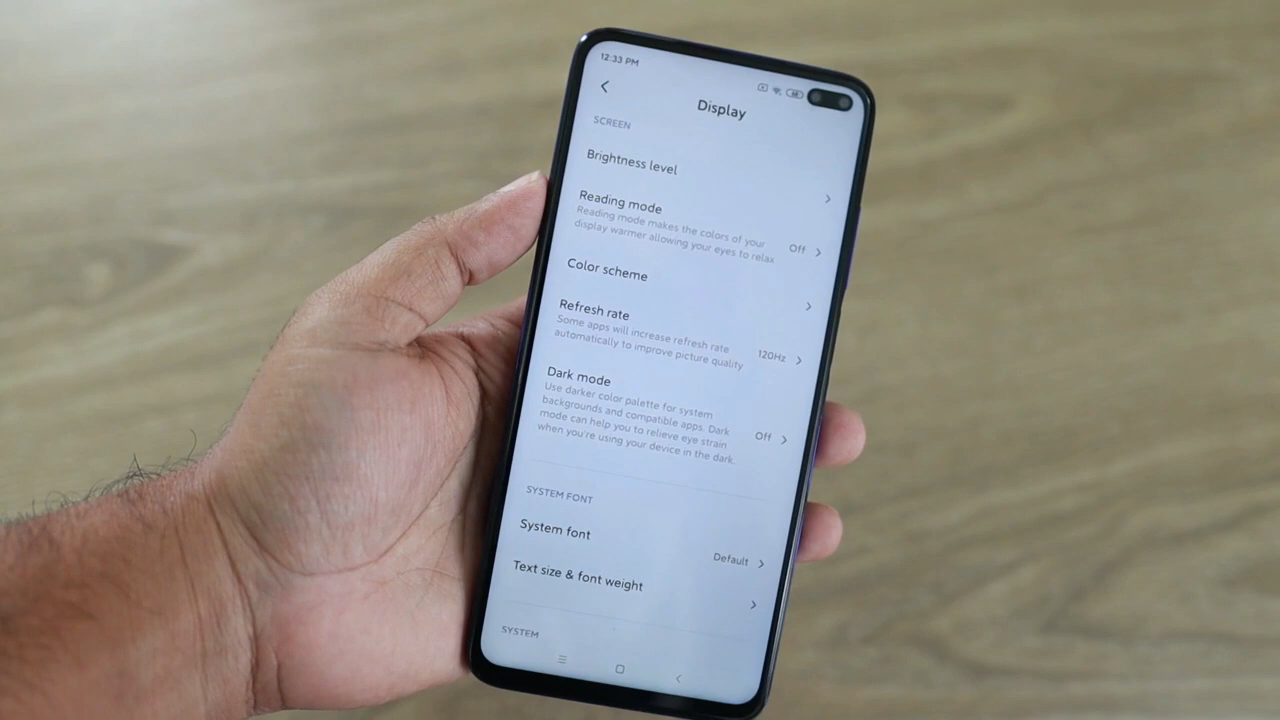 12:33 PM
Display
SCREEN
Brightness level
Reading mode
Reading mode makes the colors of your
display warmer allowing your eyes to relax
Off
Color scheme
Refresh rate
Some apps will increase refresh rate
automatically to improve picture quality
120Hz
Dark mode
Use darker color palette for system
backgrounds and compatible apps. Dark
mode can help you to relieve eye strain
when you're using your device in the dark.
Off
SYSTEM FONT
System font
Default
Text size & font weight
SYSTEM